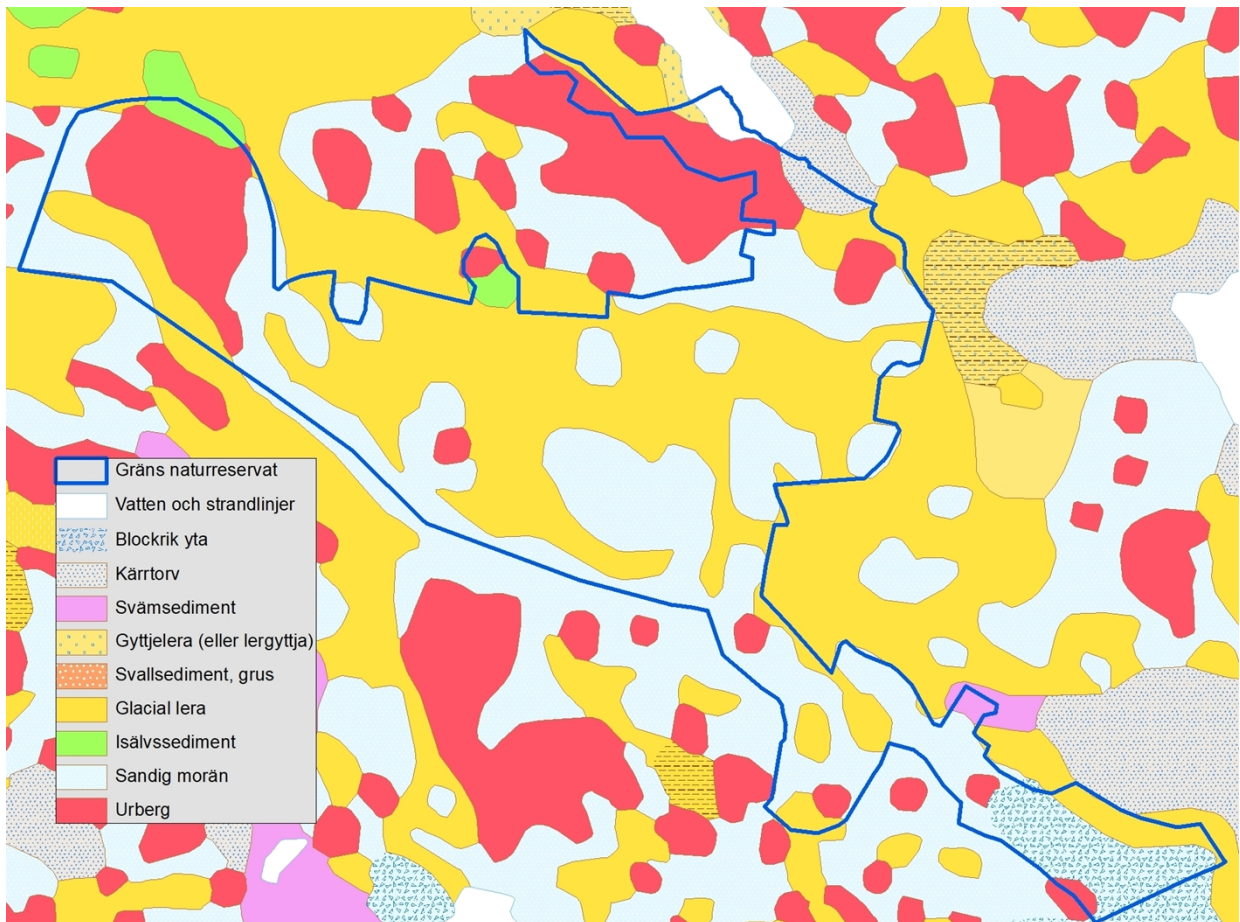 Gräns naturreservat
Vatten och strandlinjer
Blockrik yta
Kärrtorv
Svämsediment
Gyttjelera (eller lergyttja)
Svallsediment, grus
Glacial lera
Isälvssediment
Sandig morän
Urberg